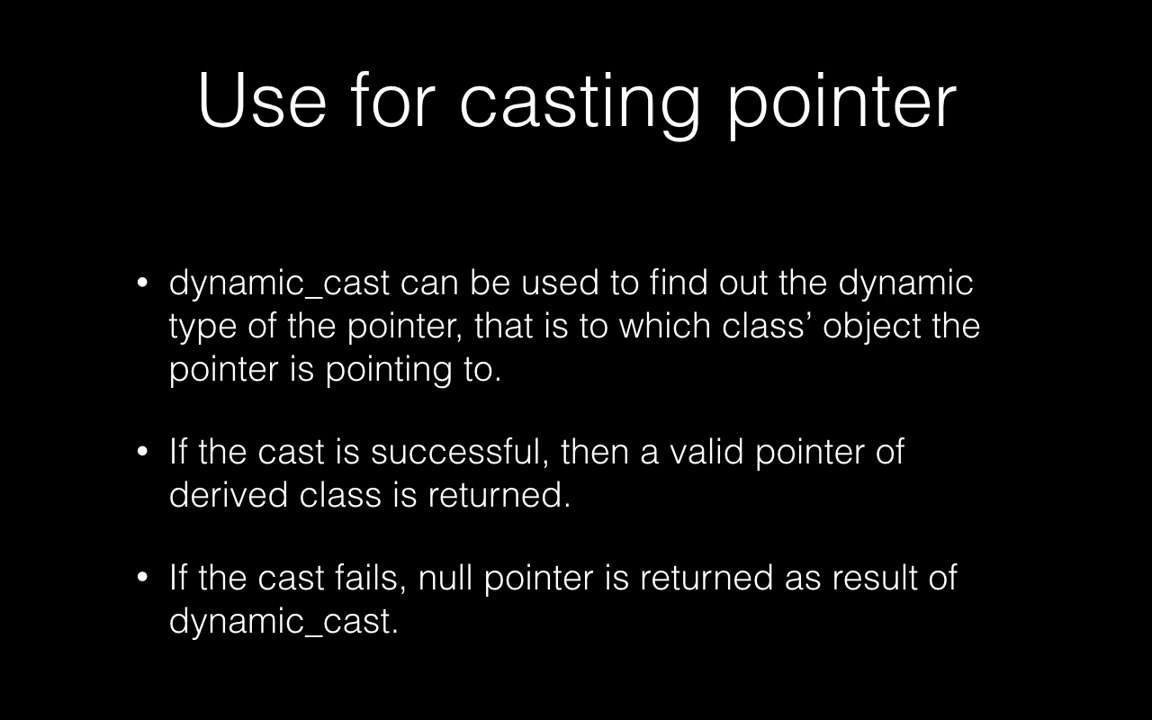 Use for casting pointer
• dynamic_cast can be used to find out the dynamic
type of the pointer, that is to which class’ object the
pointer is pointing to.
• If the cast is successful, then a valid pointer of
derived class is returned.
• If the cast fails, null pointer is returned as result of
dynamic_cast.